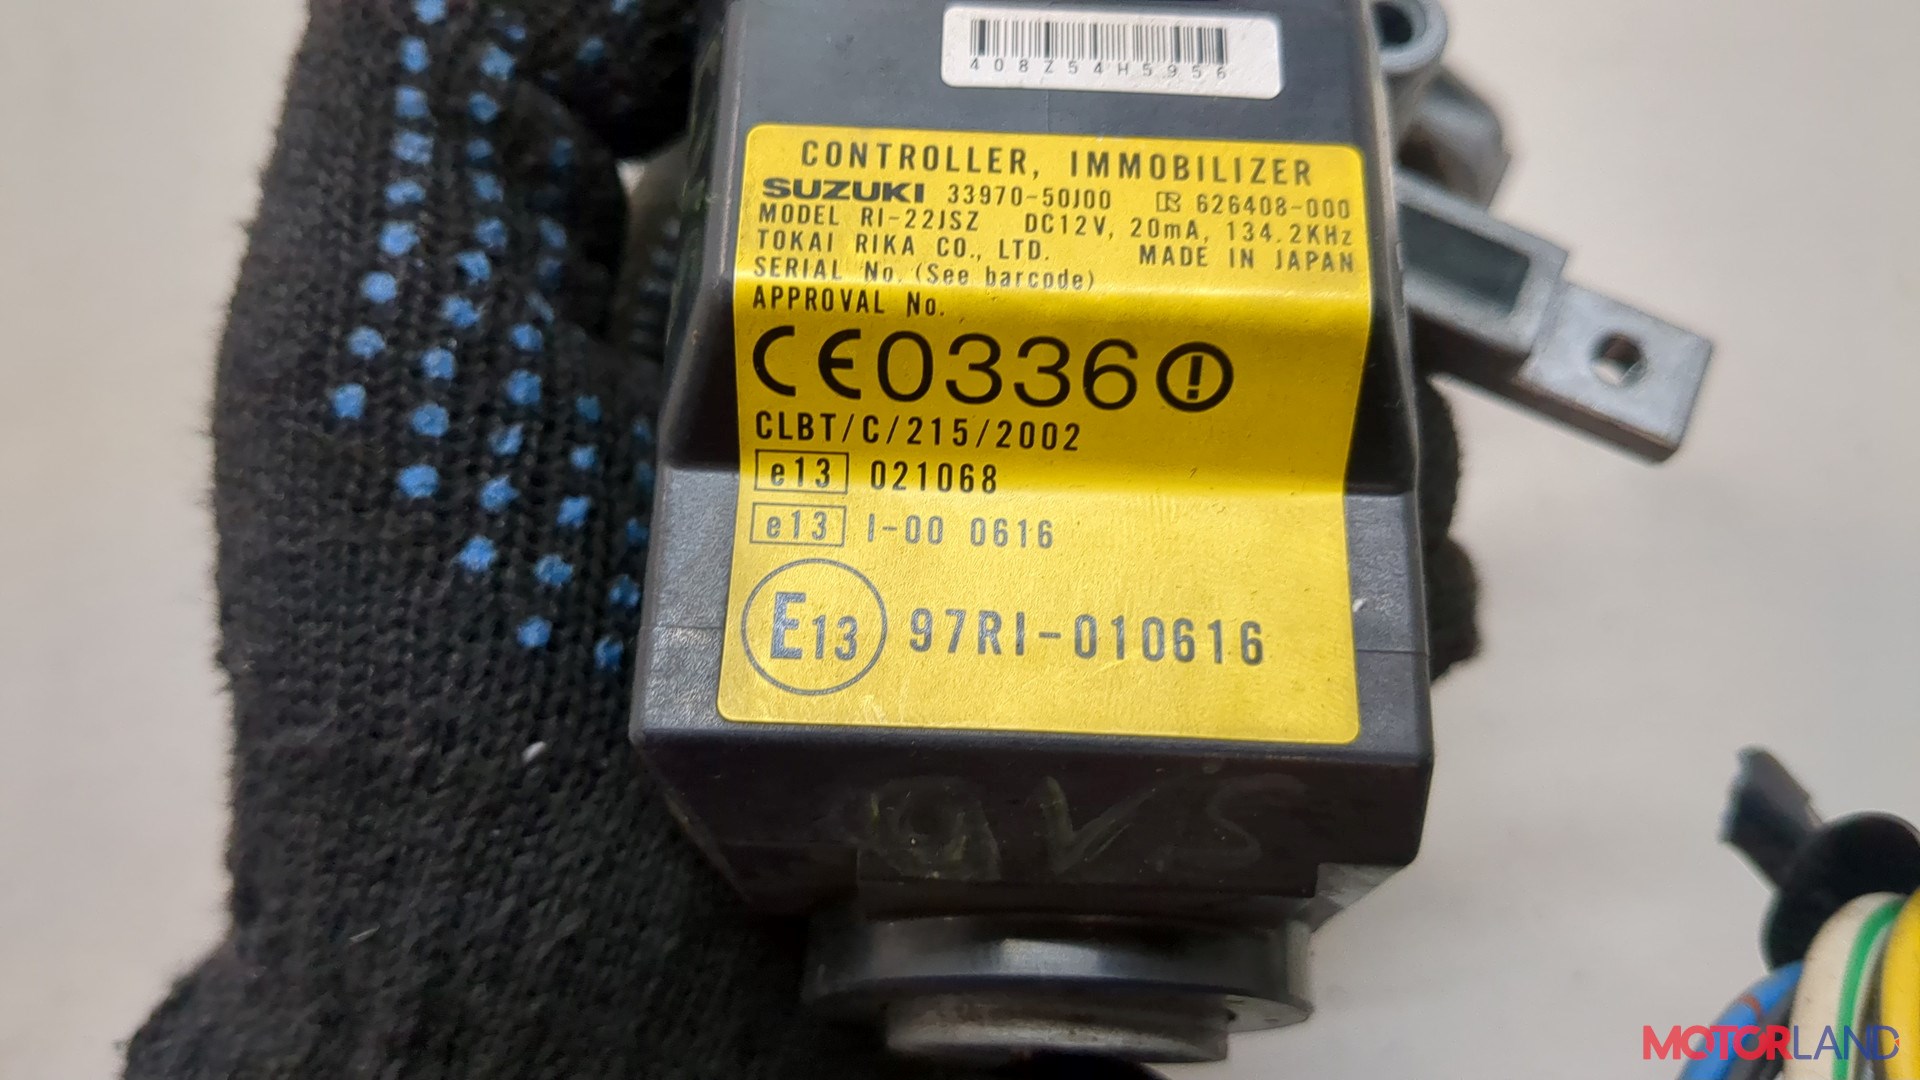 408Z54H5956
CONTROLLER, IMMOBILIZER
SUZUKI 33970-50J00 626408-000
MODEL RI-22JSZ DC12V, 20mA, 134.2KHz
TOKAI RIKA CO., LTD. MADE IN JAPAN
SERIAL No. (See barcode)
APPROVAL No.
CE0336
CLBT/C/215/2002
e13 021068
e13 I-00 0616
E13 97RI-010616
MOTORLAND